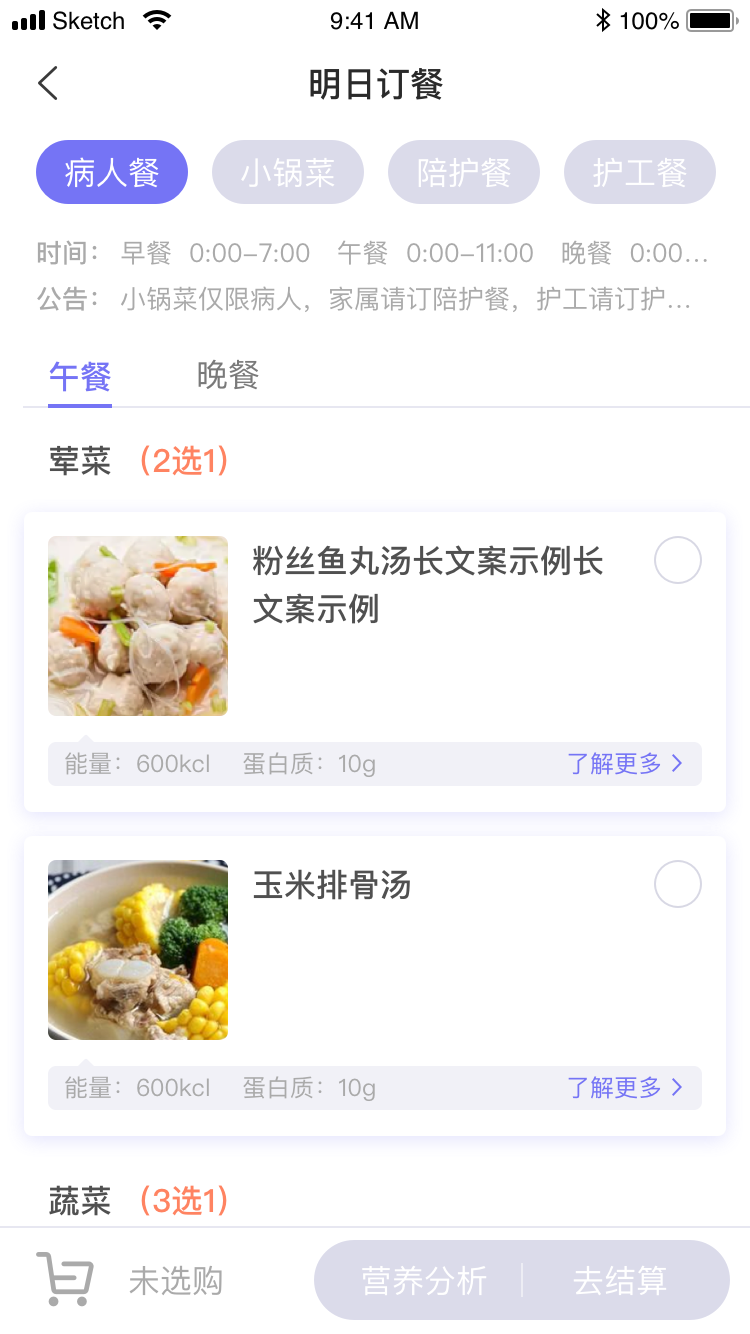 Sketch 9:41 AM 100%
明日订餐
病人餐 小锅菜 陪护餐 护工餐
时间： 早餐 0:00-7:00 午餐 0:00-11:00 晚餐 0:00...
公告： 小锅菜仅限病人，家属请订陪护餐，护工请订护...
午餐 晚餐
荤菜 （2选1）
粉丝鱼丸汤长文案示例长
文案示例
能量：600kcl 蛋白质：10g 了解更多
玉米排骨汤
能量：600kcl 蛋白质：10g 了解更多
蔬菜 （3选1）
未选购 营养分析 去结算